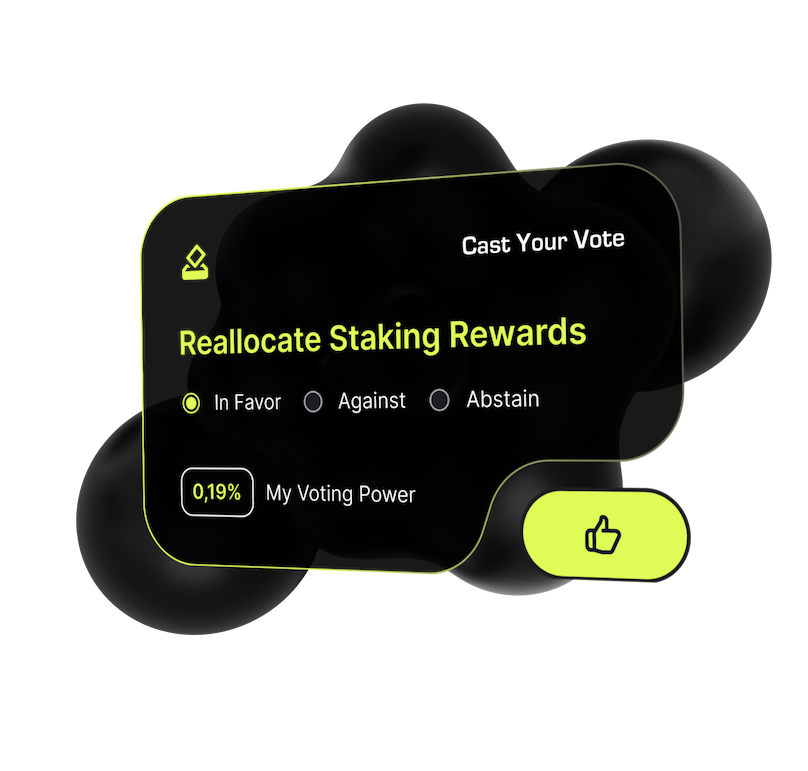 Cast Your Vote
Reallocate Staking Rewards
In Favor Against Abstain
0,19% My Voting Power